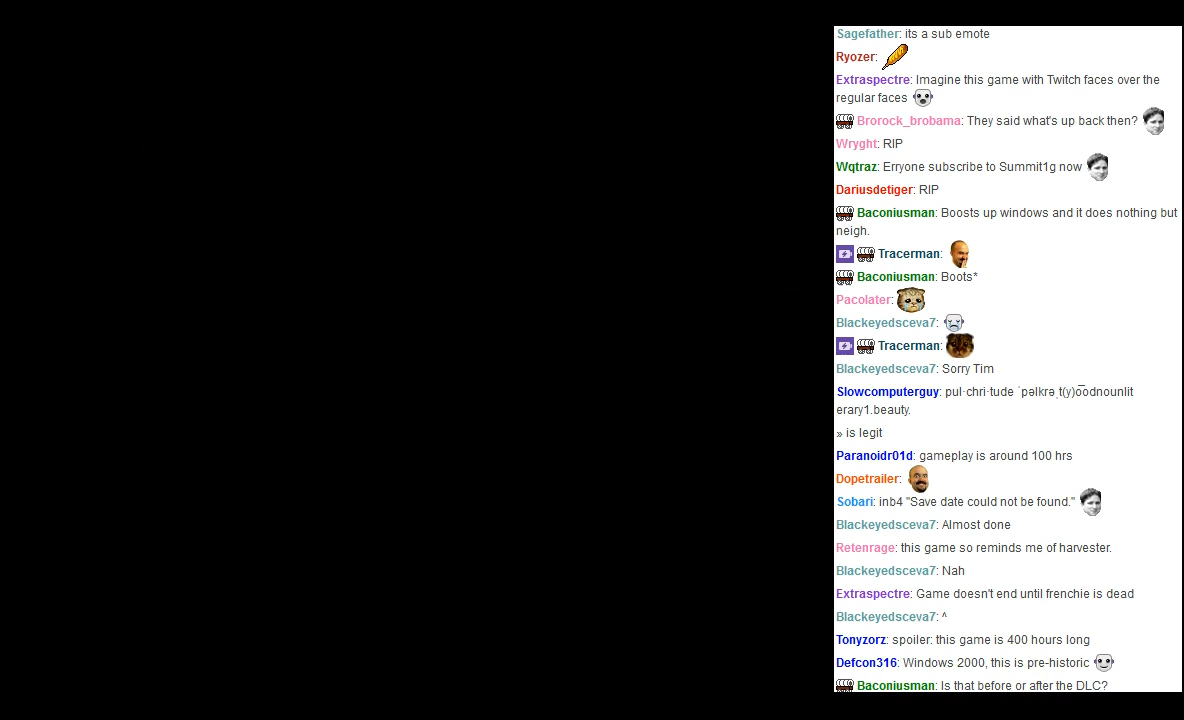 Sagefather: its a sub emote
Ryozer:
Extraspectre: Imagine this game with Twitch faces over the
regular faces
Brorock_brobama: They said what's up back then?
Wryght: RIP
Wqtraz: Erryone subscribe to Summit1g now
Dariusdetiger: RIP
Baconiusman: Boosts up windows and it does nothing but
neigh.
Tracerman:
Baconiusman: Boots*
Pacolater:
Blackeyedsceva7:
Tracerman:
Blackeyedsceva7: Sorry Tim
Slowcomputerguy: pul·chri·tude ˈpəlkrəˌt(y)o͞odnounlit
erary1.beauty.
» is legit
Paranoidr01d: gameplay is around 100 hrs
Dopetrailer:
Sobari: inb4 "Save date could not be found."
Blackeyedsceva7: Almost done
Retenrage: this game so reminds me of harvester.
Blackeyedsceva7: Nah
Extraspectre: Game doesn't end until frenchie is dead
Blackeyedsceva7: ^
Tonyzorz: spoiler: this game is 400 hours long
Defcon316: Windows 2000, this is pre-historic
Baconiusman: Is that before or after the DLC?